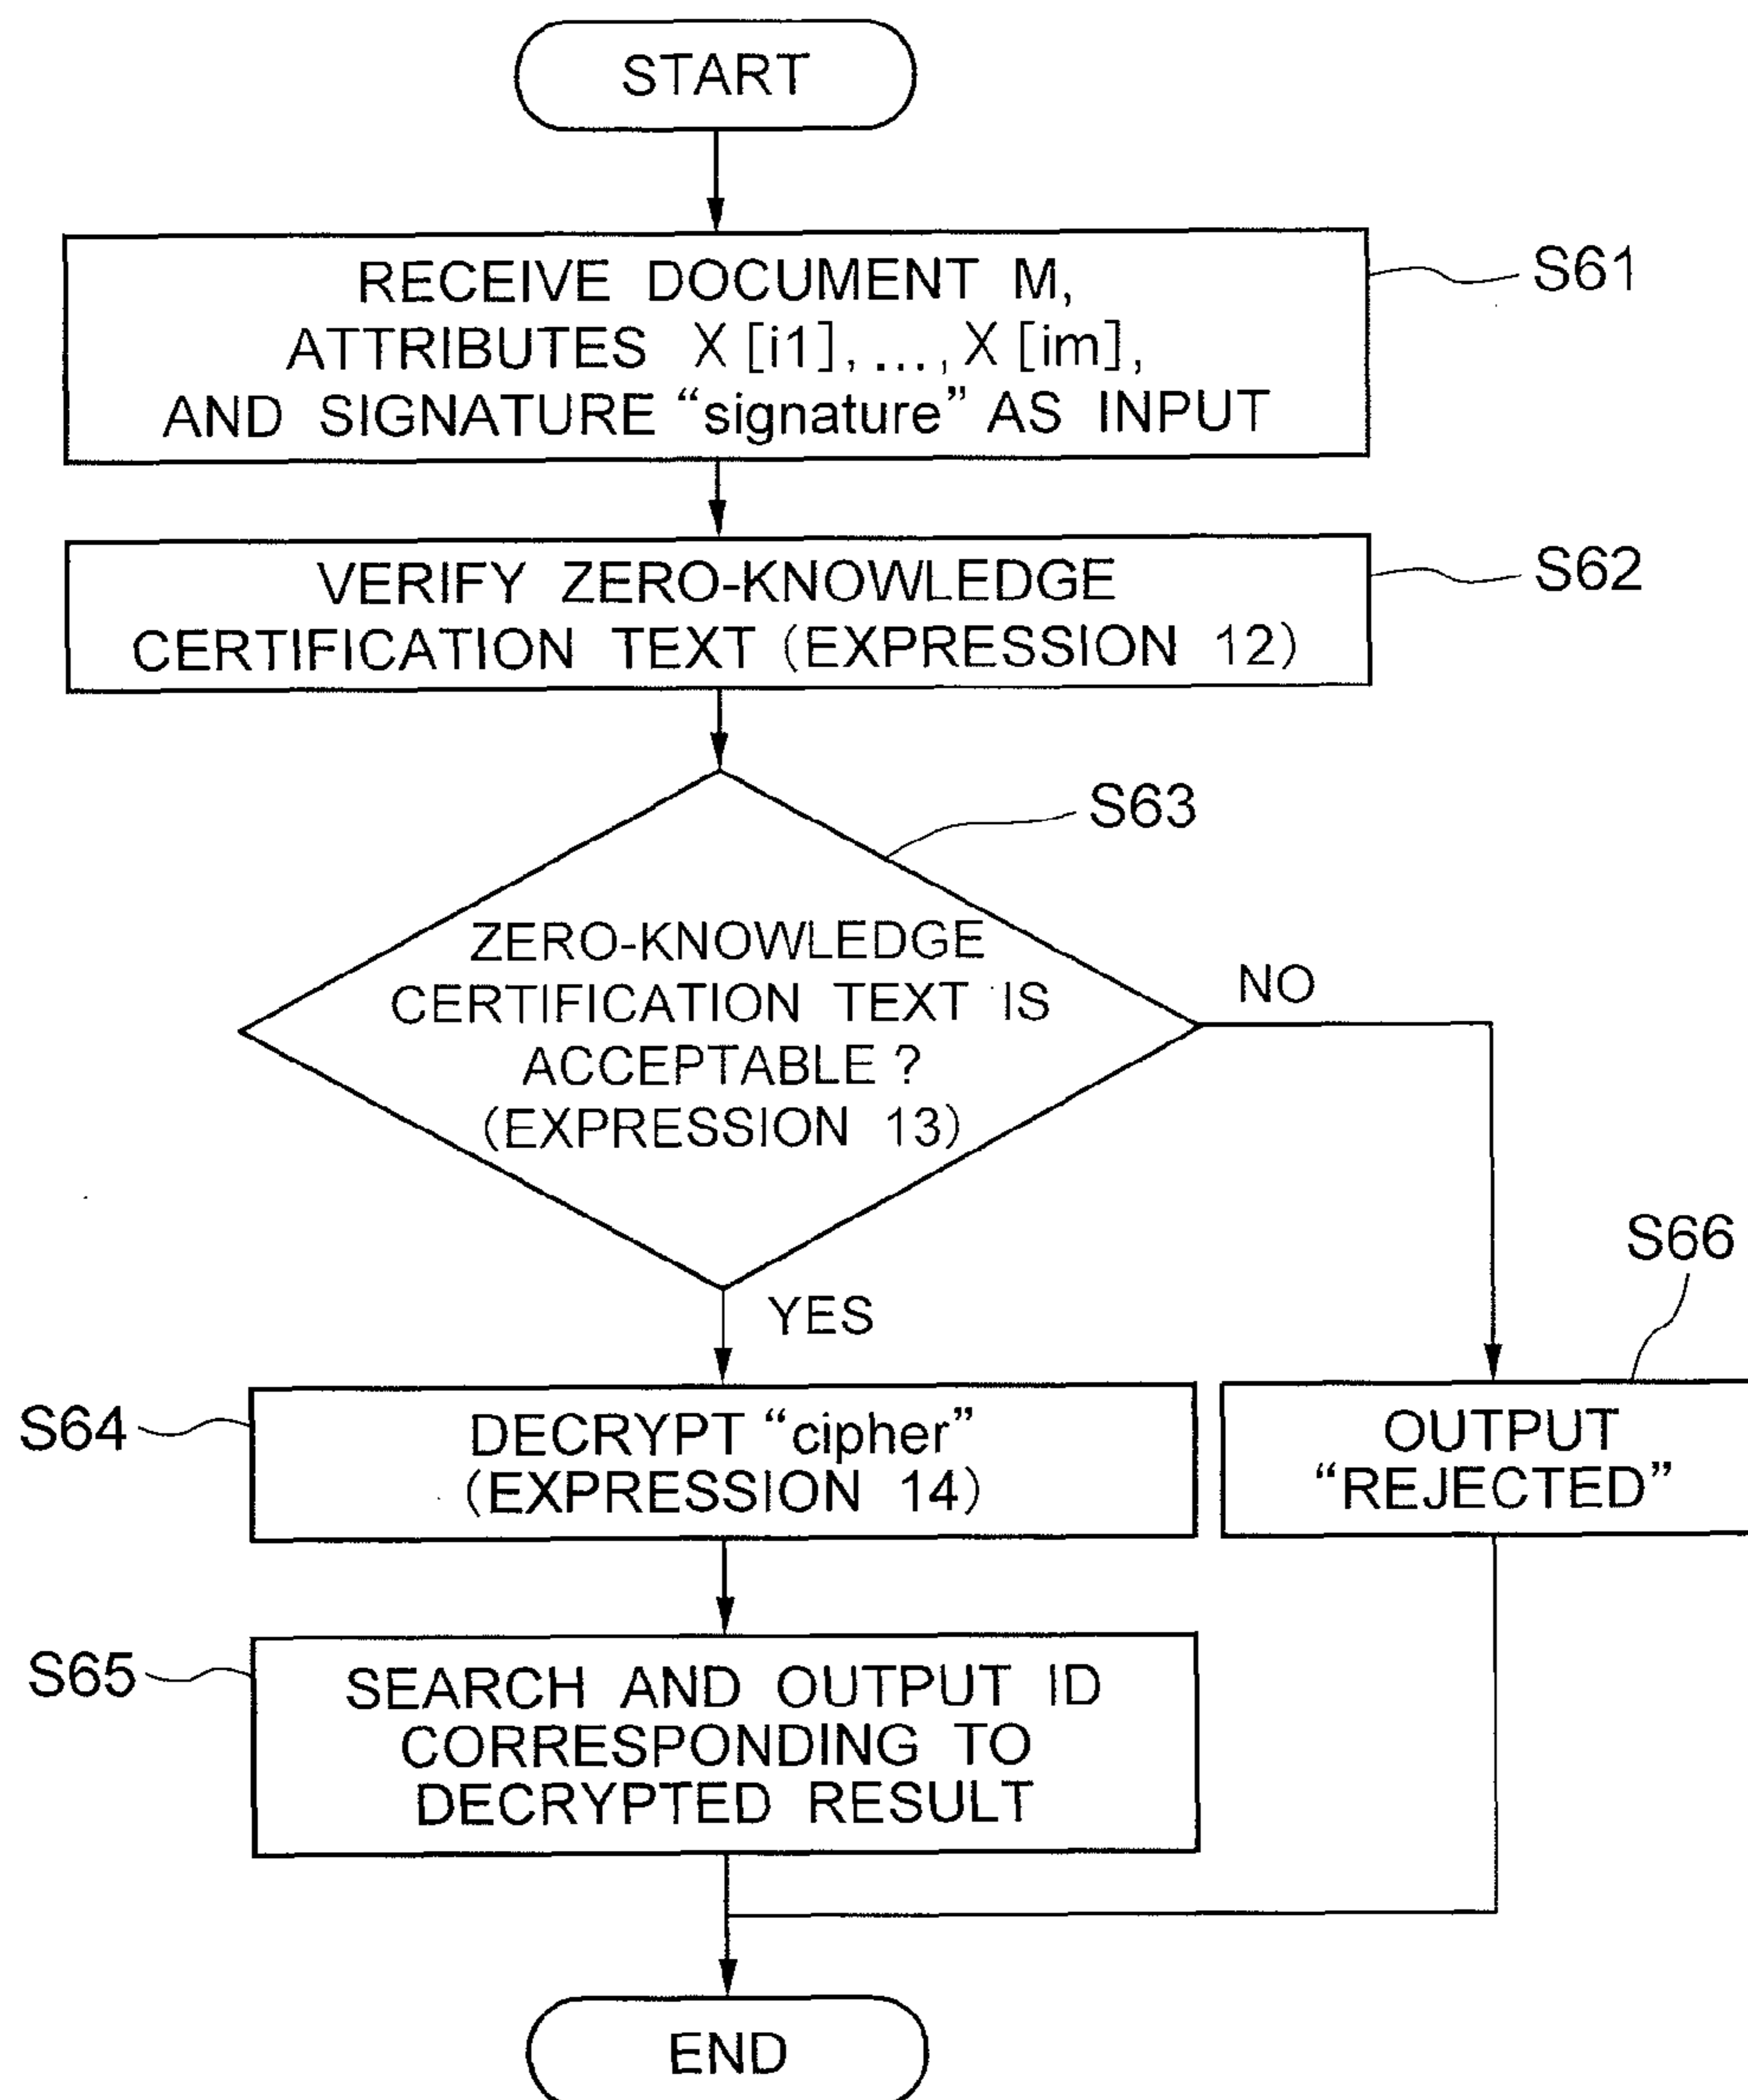 START
RECEIVE DOCUMENT M,
ATTRIBUTES X [i1], ..., X [im],
AND SIGNATURE “signature” AS INPUT
S61
VERIFY ZERO-KNOWLEDGE
CERTIFICATION TEXT (EXPRESSION 12)
S62
S63
ZERO-KNOWLEDGE
CERTIFICATION TEXT IS
ACCEPTABLE ?
(EXPRESSION 13)
NO
YES
S66
S64
DECRYPT “cipher”
(EXPRESSION 14)
OUTPUT
“REJECTED”
S65
SEARCH AND OUTPUT ID
CORRESPONDING TO
DECRYPTED RESULT
END